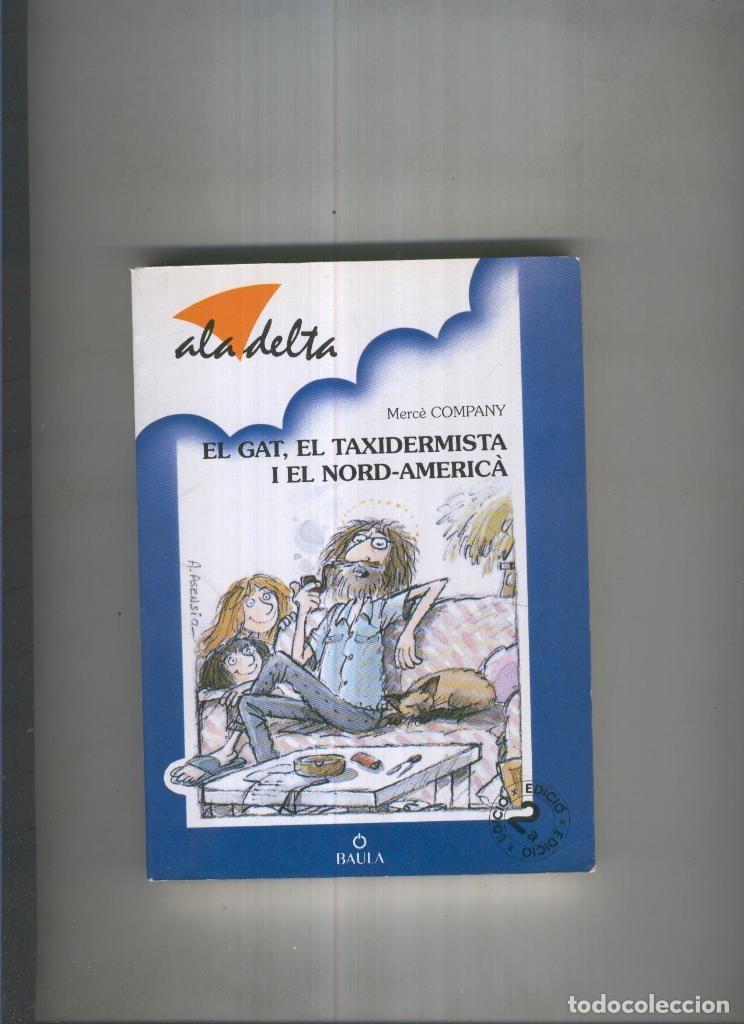 ala delta
Mercè COMPANY
EL GAT, EL TAXIDERMISTA
I EL NORD-AMERICÀ
A. ASENSIO
2a
EDICIÓ x EDICIÓ x EDICIÓ x
BAULA
todocoleccion